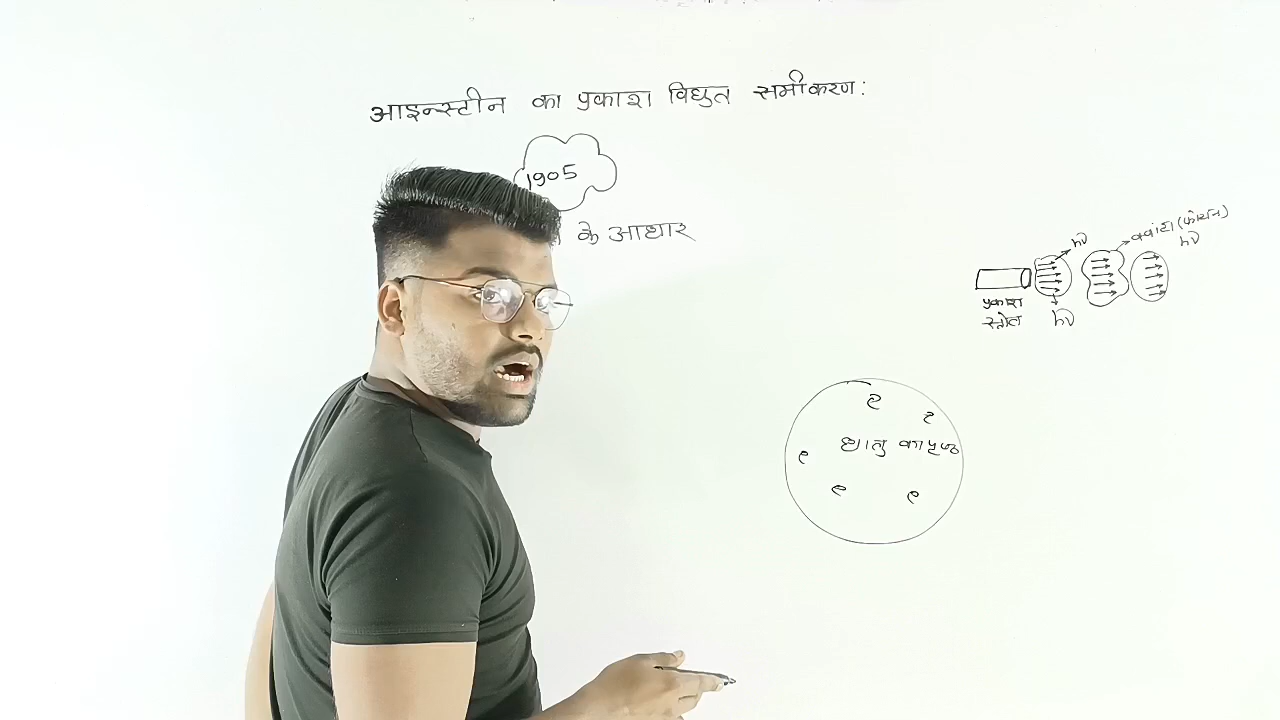 आइन्स्टीन का प्रकाश विद्युत समीकरण:
1905
के आधार
hν
क्वांटा (फोटान)
hν
प्रकाश
स्त्रोत
hν
e
e
धातु का पृष्ठ
e
e
e